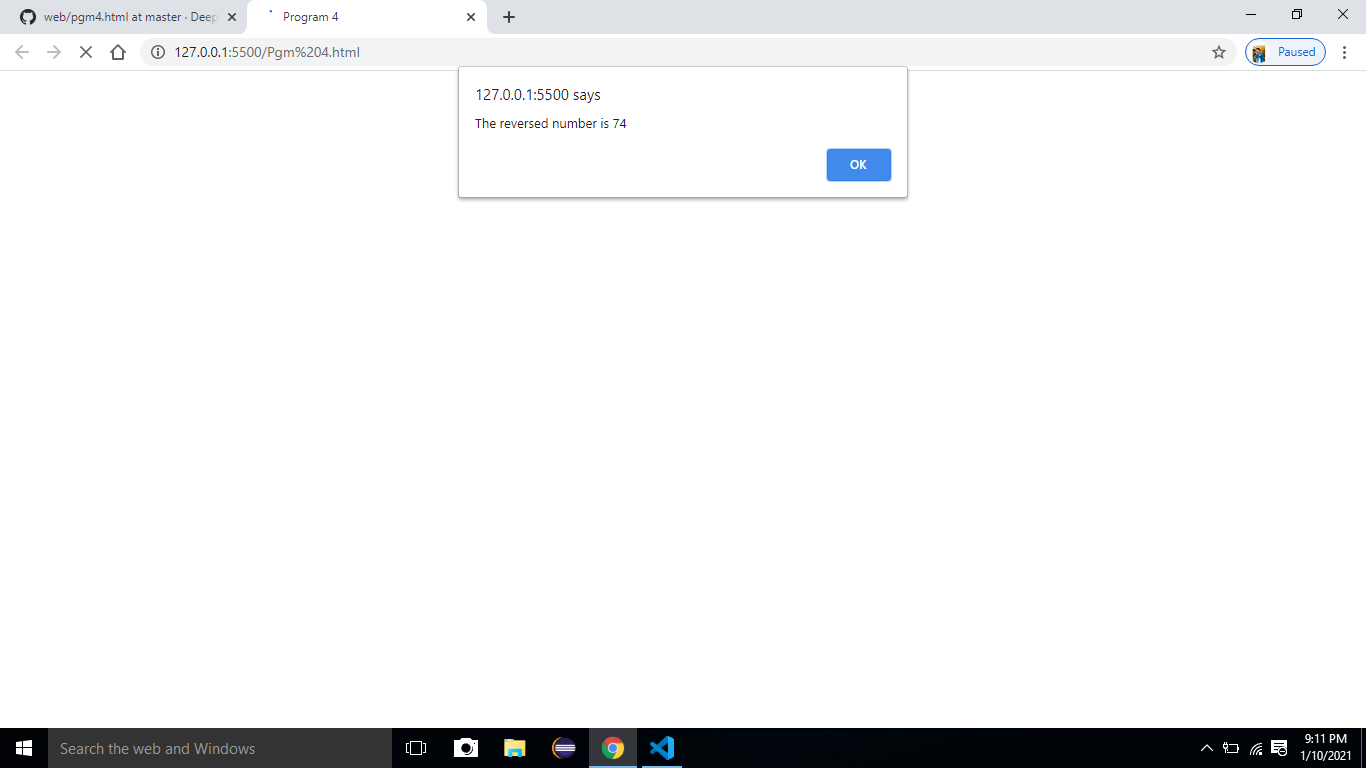 web/pgm4.html at master · Deep
Program 4
127.0.0.1:5500/Pgm%204.html
Paused
127.0.0.1:5500 says
The reversed number is 74
OK
Search the web and Windows
9:11 PM
1/10/2021